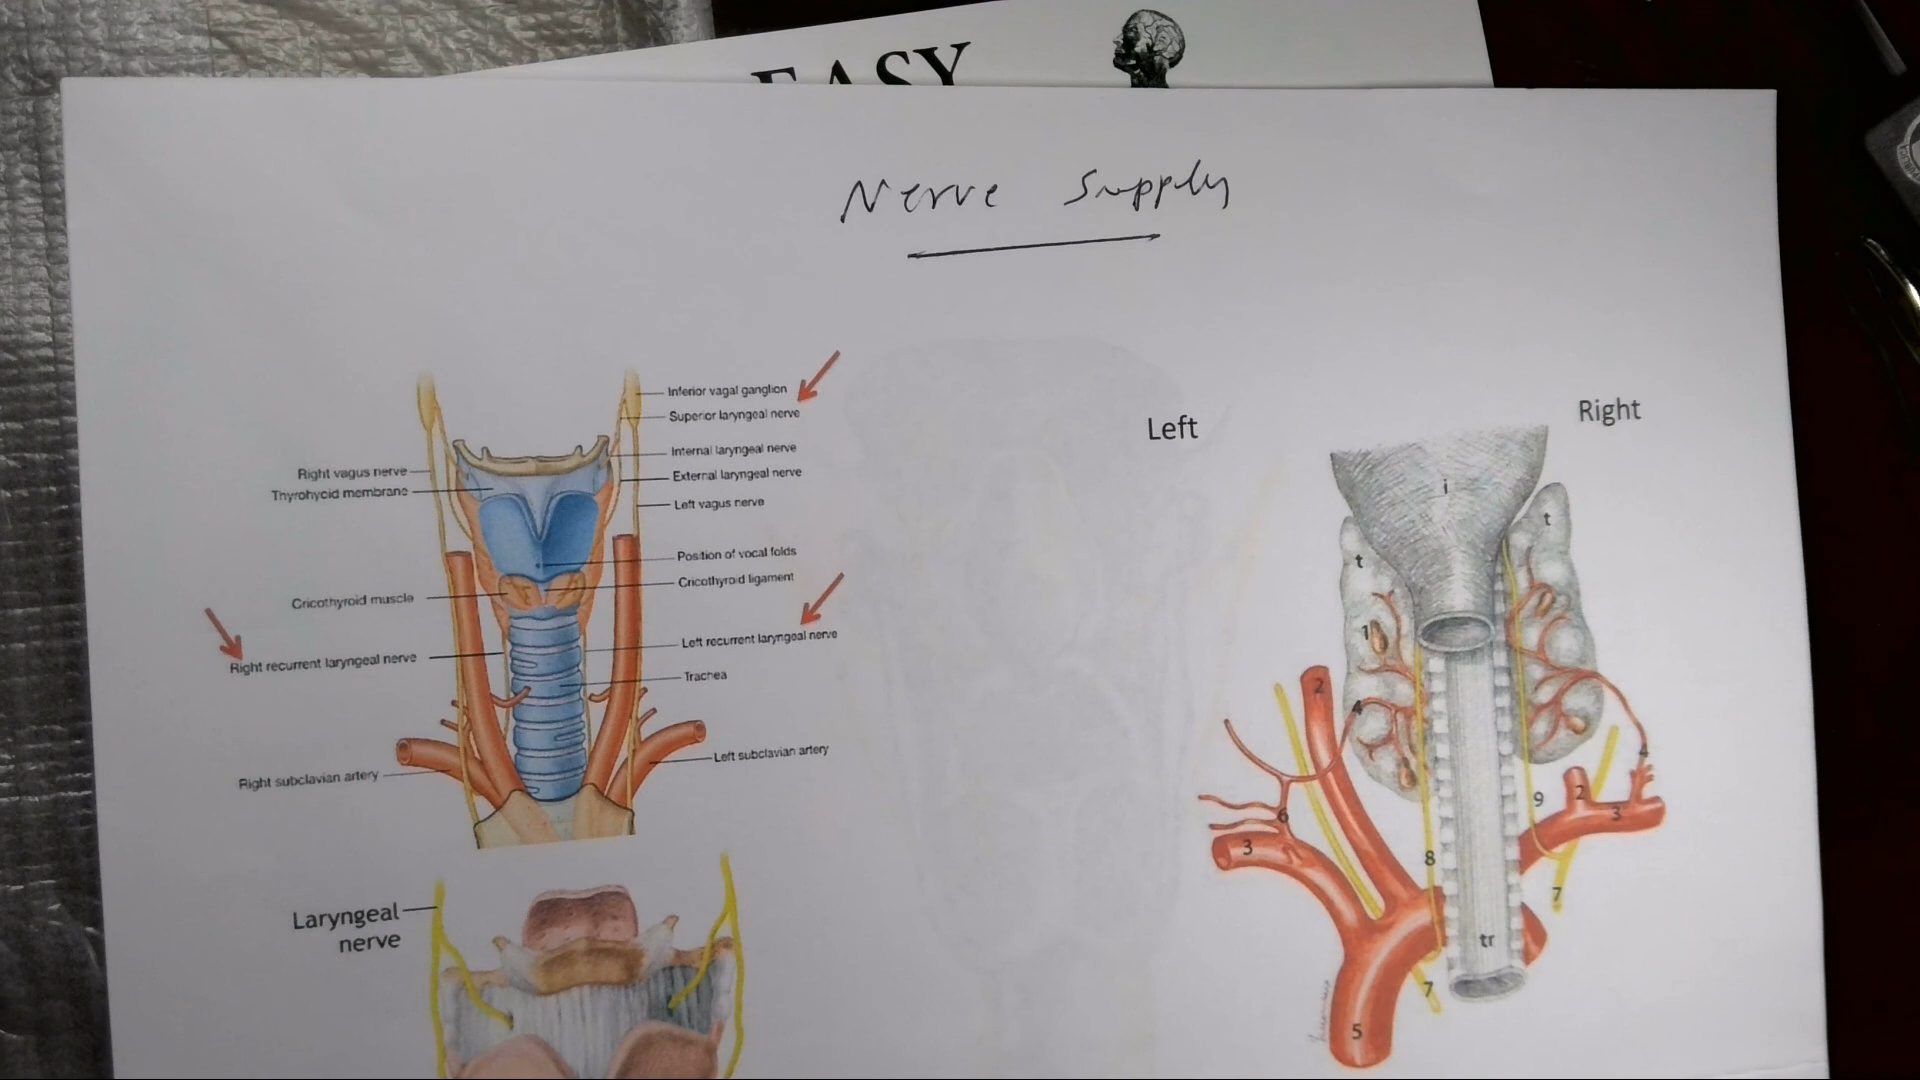 EASY
Nerve Supply
Inferior vagal ganglion
Superior laryngeal nerve
Internal laryngeal nerve
External laryngeal nerve
Left vagus nerve
Right vagus nerve
Thyrohyoid membrane
Position of vocal folds
Cricothyroid ligament
Cricothyroid muscle
Left recurrent laryngeal nerve
Right recurrent laryngeal nerve
Trachea
Left subclavian artery
Right subclavian artery
Laryngeal
nerve
Left
Right
i
t
t
1
2
4
4
9
2
3
6
3
8
7
tr
7
5